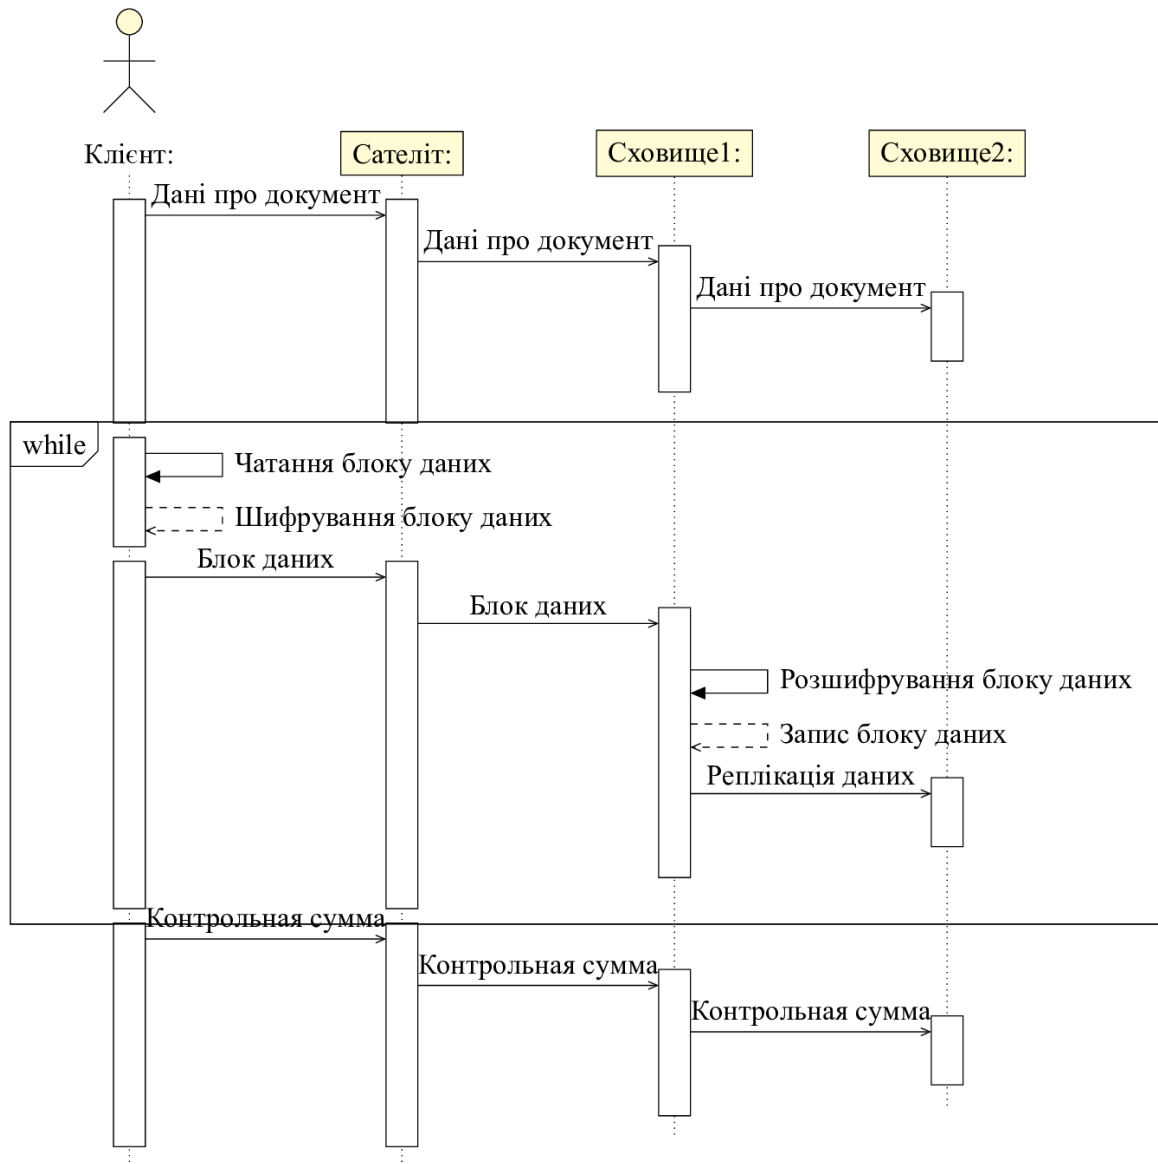 Клієнт:
Сателіт:
Сховище1:
Сховище2:
Дані про документ
Дані про документ
Дані про документ
while
Чатання блоку даних
Шифрування блоку даних
Блок даних
Блок даних
Розшифрування блоку даних
Запис блоку даних
Реплікація даних
Контрольная сумма
Контрольная сумма
Контрольная сумма